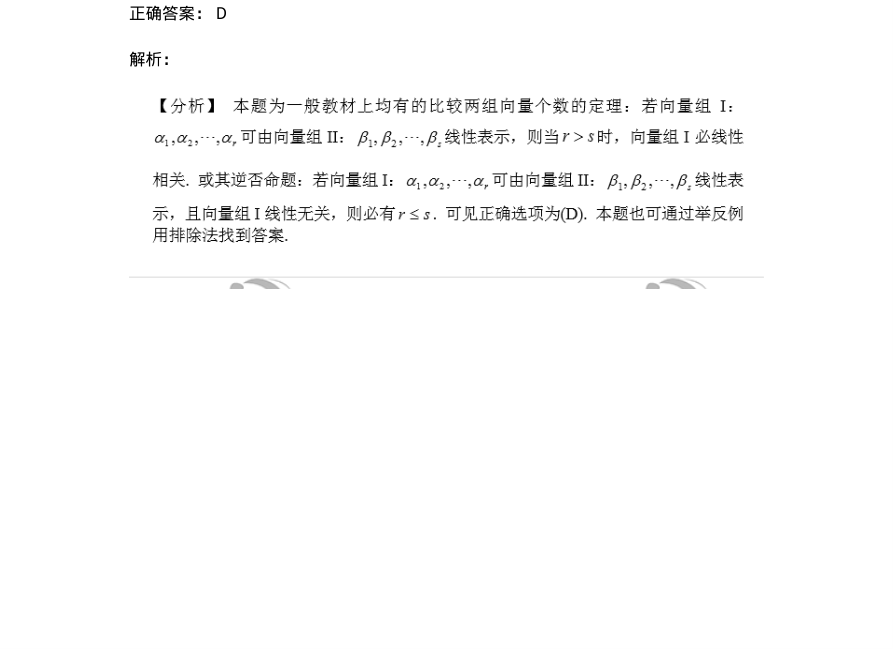 正确答案： D
解析：
【分析】 本题为一般教材上均有的比较两组向量个数的定理：若向量组 I：
α₁,α₂,⋯,αᵣ 可由向量组 II： β₁,β₂,⋯,βₛ 线性表示，则当 r > s 时，向量组 I 必线性
相关. 或其逆否命题：若向量组 I： α₁,α₂,⋯,αᵣ 可由向量组 II： β₁,β₂,⋯,βₛ 线性表
示，且向量组 I 线性无关，则必有 r ≤ s . 可见正确选项为(D). 本题也可通过举反例
用排除法找到答案.